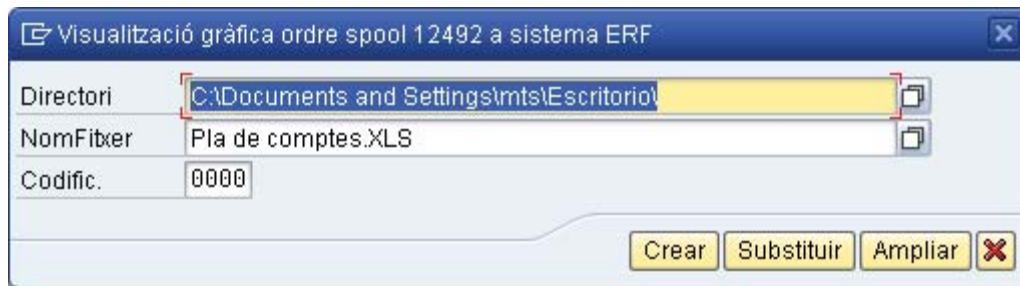 Visualització gràfica ordre spool 12492 a sistema ERF
Directori C:\Documents and Settings\mts\Escritorio\
NomFitxer Pla de comptes.XLS
Codific. 0000
Crear Substituir Ampliar